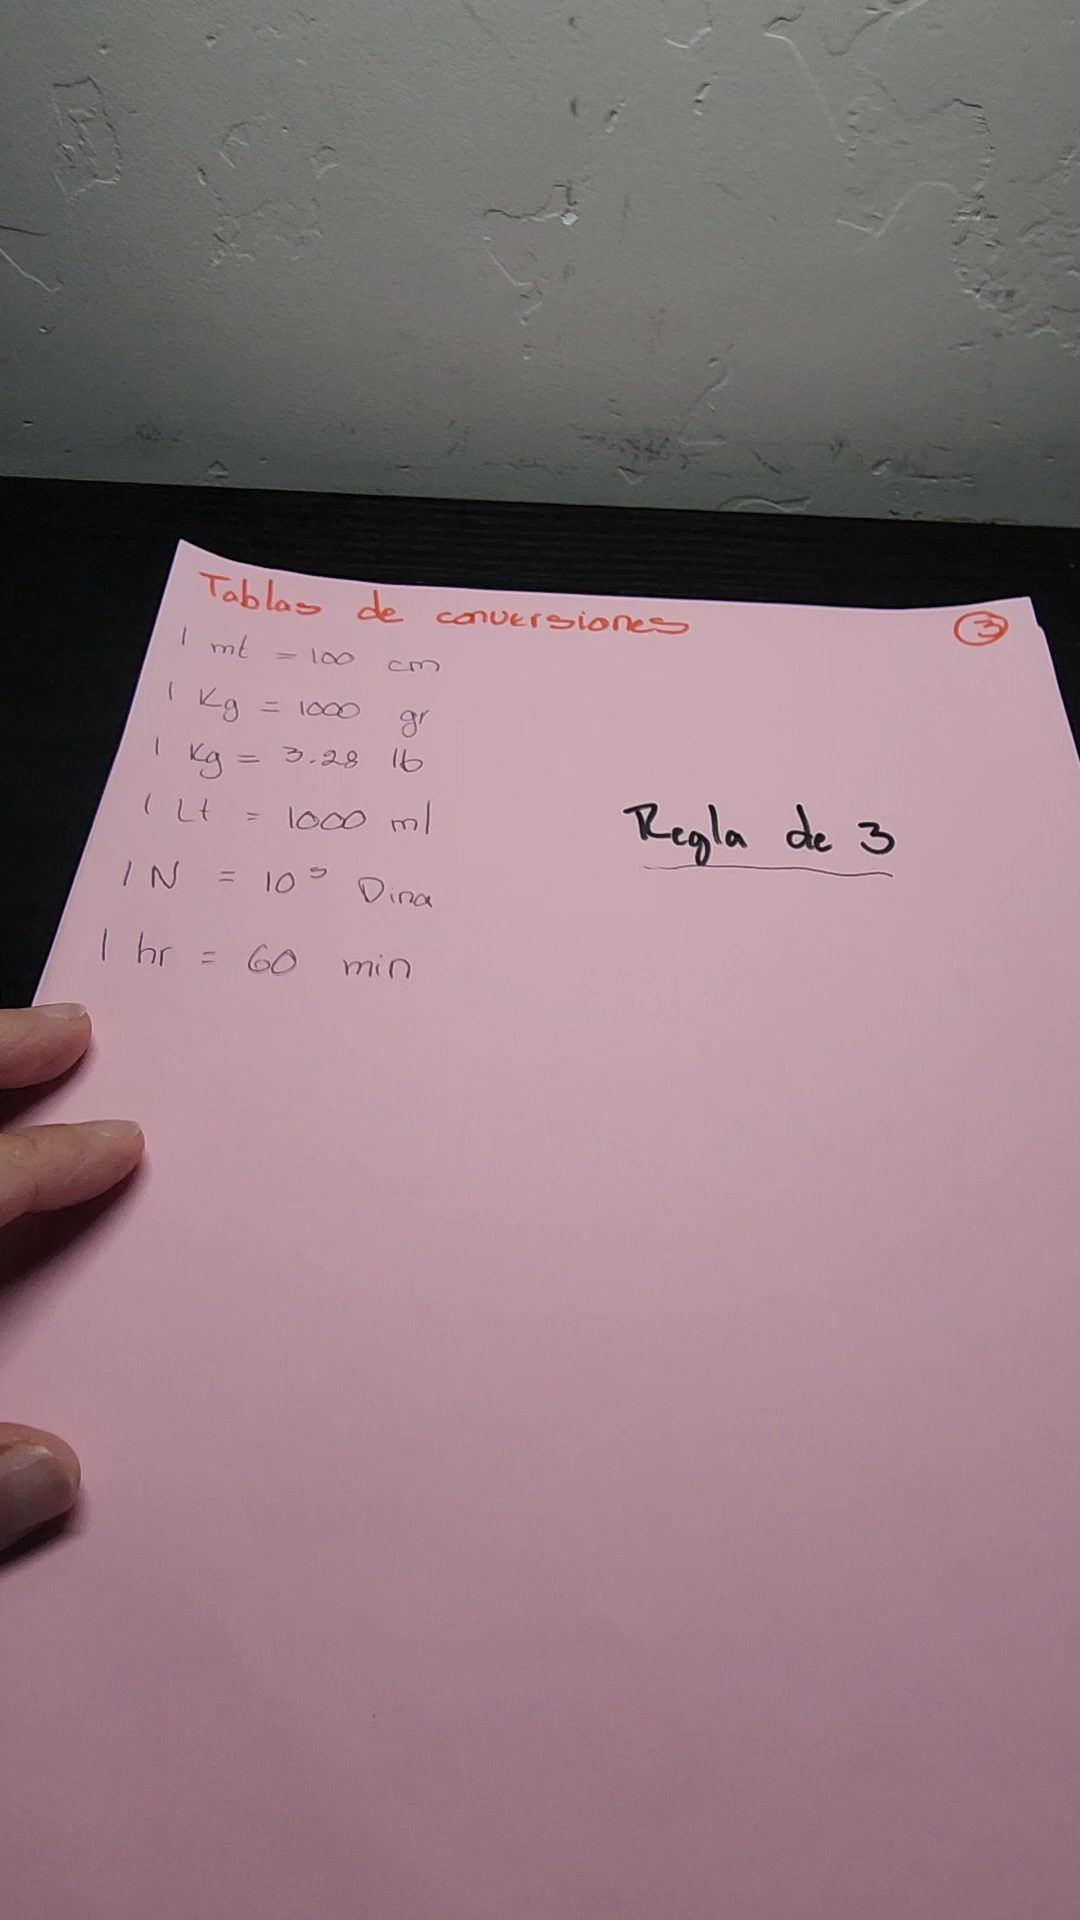 Tablas de conversiones
3
1 mt = 100 cm
1 Kg = 1000 gr
1 Kg = 3.28 lb
1 Lt = 1000 ml
1 N = 10⁵ Dina
1 hr = 60 min
Regla de 3